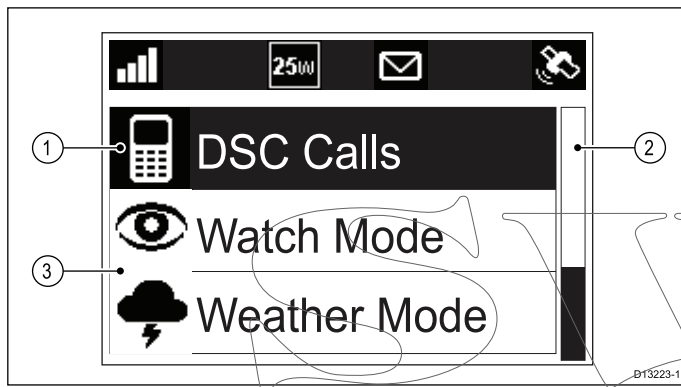 25W
1
DSC Calls
2
Watch Mode
3
Weather Mode
D13223-1